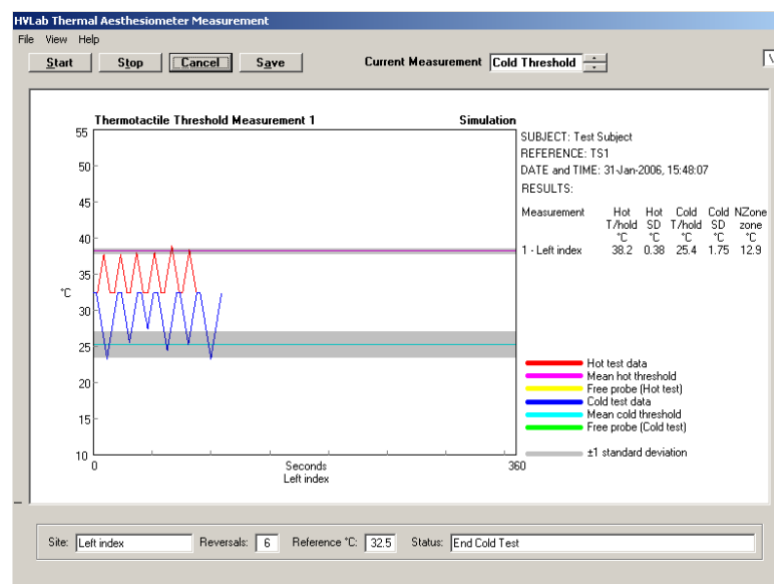 HVLab Thermal Aesthesiometer Measurement
File View Help
Start Stop Cancel Save Current Measurement Cold Threshold
Thermotactile Threshold Measurement 1 Simulation
SUBJECT: Test Subject
REFERENCE: TS1
DATE and TIME: 31-Jan-2006, 15:48:07
RESULTS:
Measurement Hot Hot Cold Cold NZone
T/hold SD T/hold SD zone
°C °C °C °C °C
1 - Left index 38.2 0.38 25.4 1.75 12.9
55
50
45
40
35
°C
30
25
20
15
10
0 Seconds 360
Left index
Hot test data
Mean hot threshold
Free probe (Hot test)
Cold test data
Mean cold threshold
Free probe (Cold test)
±1 standard deviation
Site: Left index Reversals: 6 Reference °C: 32.5 Status: End Cold Test